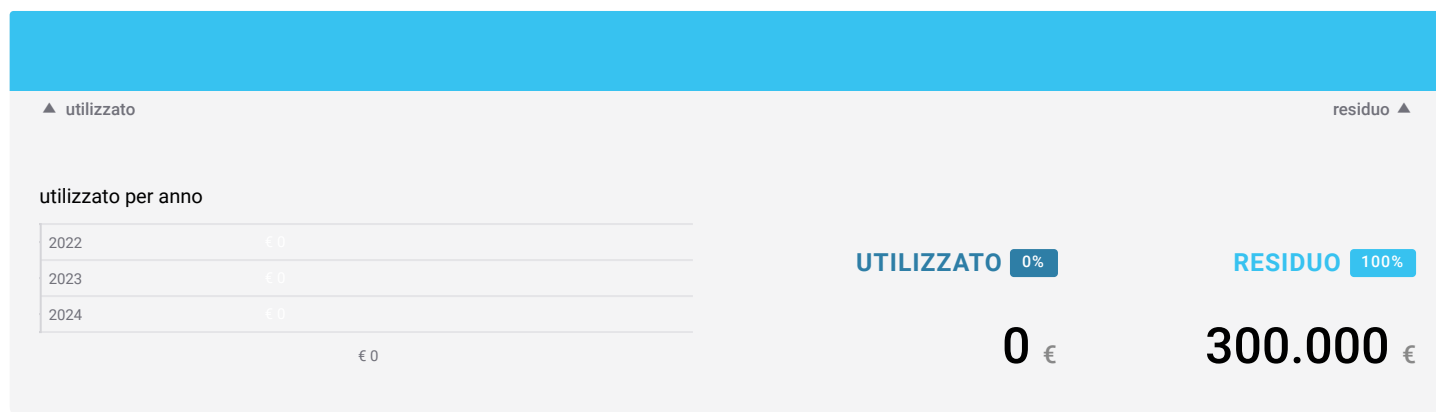 ▲ utilizzato
residuo ▲
utilizzato per anno
2022 € 0
2023 € 0
2024 € 0
€ 0
UTILIZZATO 0%
0 €
RESIDUO 100%
300.000 €